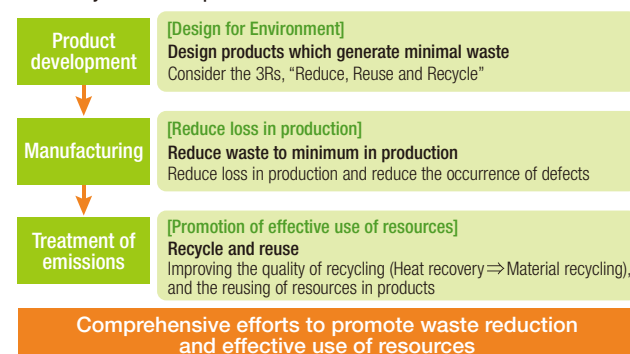 Product
development
[Design for Environment]
Design products which generate minimal waste
Consider the 3Rs, “Reduce, Reuse and Recycle”
Manufacturing
[Reduce loss in production]
Reduce waste to minimum in production
Reduce loss in production and reduce the occurrence of defects
Treatment of
emissions
[Promotion of effective use of resources]
Recycle and reuse
Improving the quality of recycling (Heat recovery⇒Material recycling),
and the reusing of resources in products
Comprehensive efforts to promote waste reduction
and effective use of resources